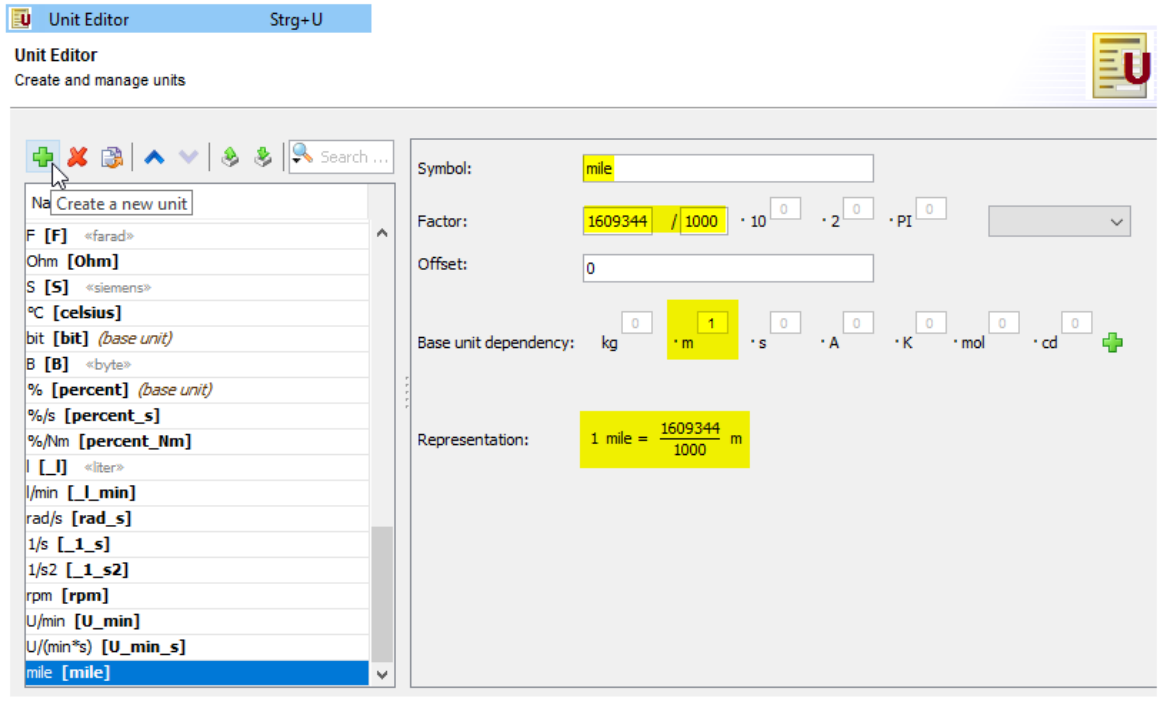 Unit Editor Strg+U
Unit Editor
Create and manage units
U
Search ...
Na
Create a new unit
F [F] «farad»
Ohm [Ohm]
S [S] «siemens»
°C [celsius]
bit [bit] (base unit)
B [B] «byte»
% [percent] (base unit)
%/s [percent_s]
%/Nm [percent_Nm]
l [_l] «liter»
l/min [_l_min]
rad/s [rad_s]
1/s [_1_s]
1/s2 [_1_s2]
rpm [rpm]
U/min [U_min]
U/(min*s) [U_min_s]
mile [mile]
Symbol: mile
Factor: 1609344 / 1000 · 10 0 · 2 0 · PI 0
Offset: 0
Base unit dependency: kg 0 · m 1 · s 0 · A 0 · K 0 · mol 0 · cd 0
Representation: 1 mile = 1609344 / 1000 m